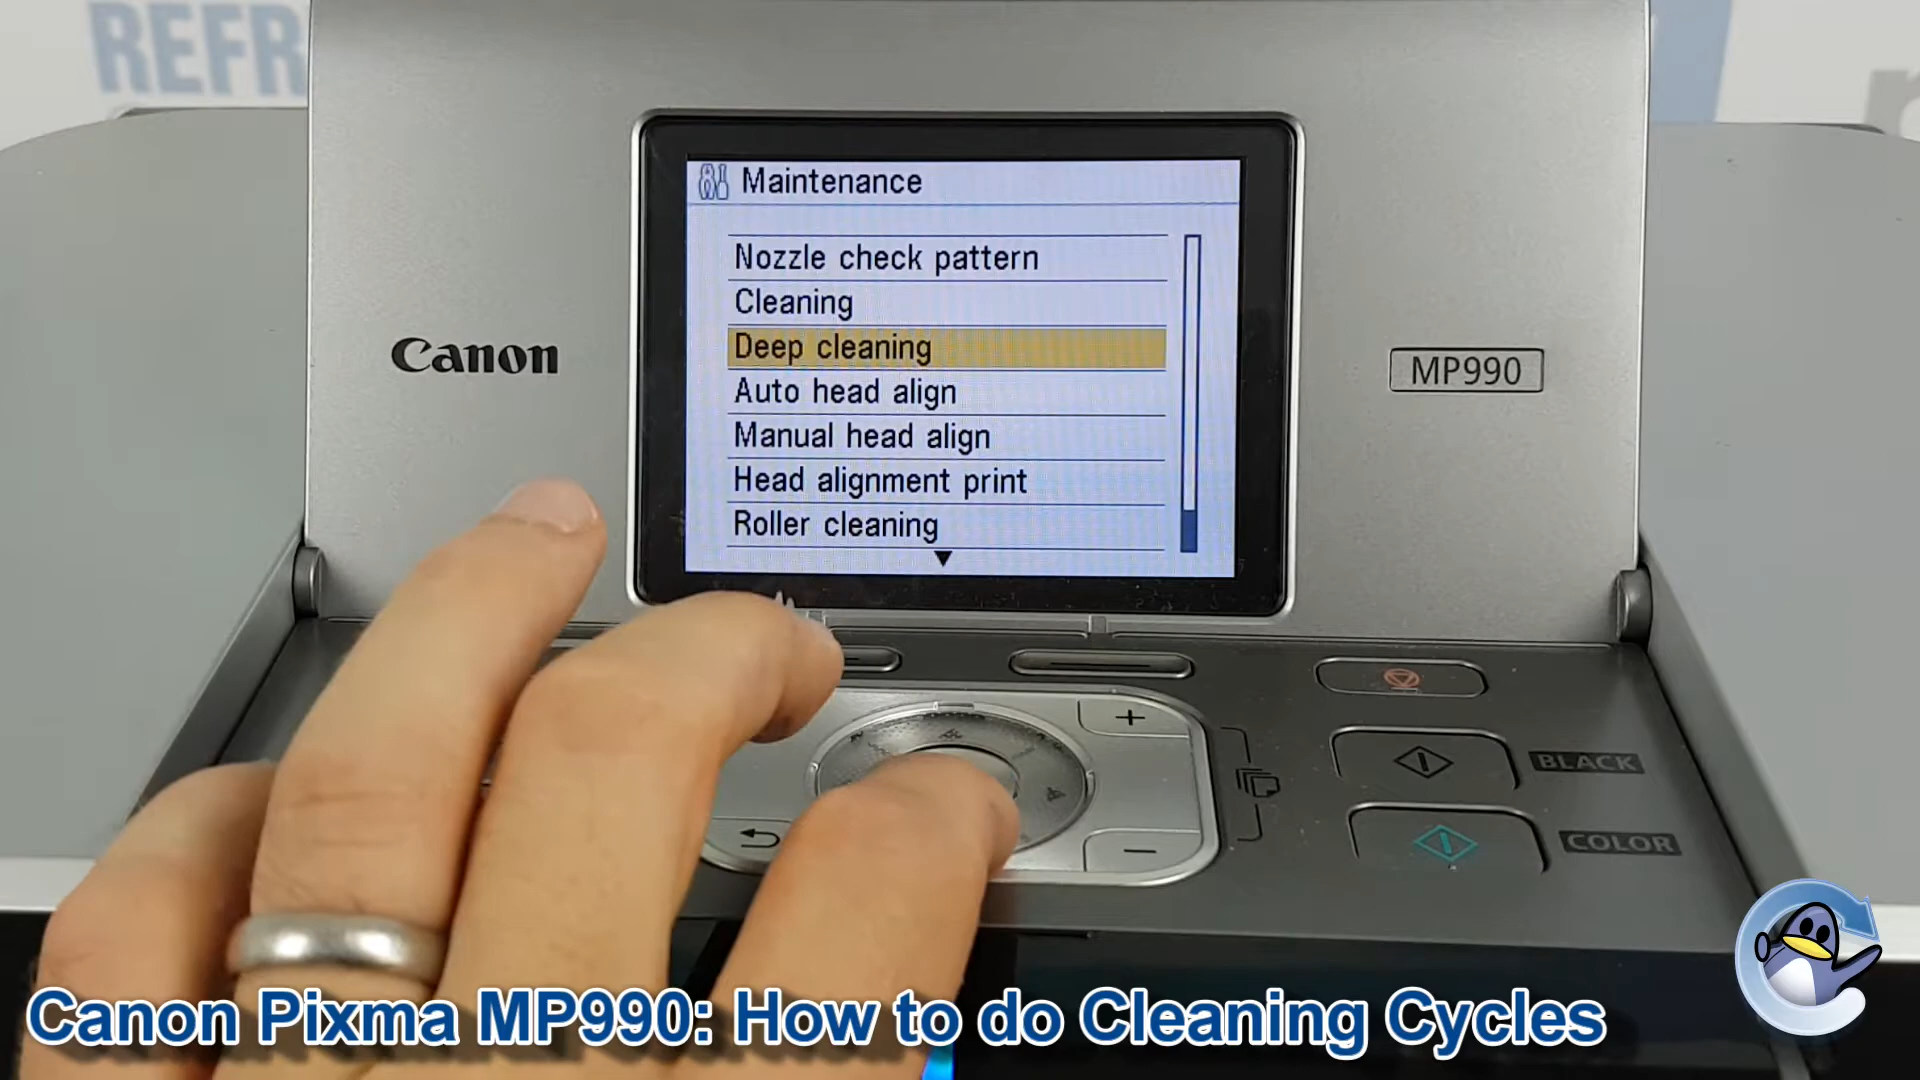 REFR
Maintenance
Nozzle check pattern
Cleaning
Deep cleaning
Auto head align
Manual head align
Head alignment print
Roller cleaning
Canon
MP990
+
-
BLACK
COLOR
Canon Pixma MP990: How to do Cleaning Cycles